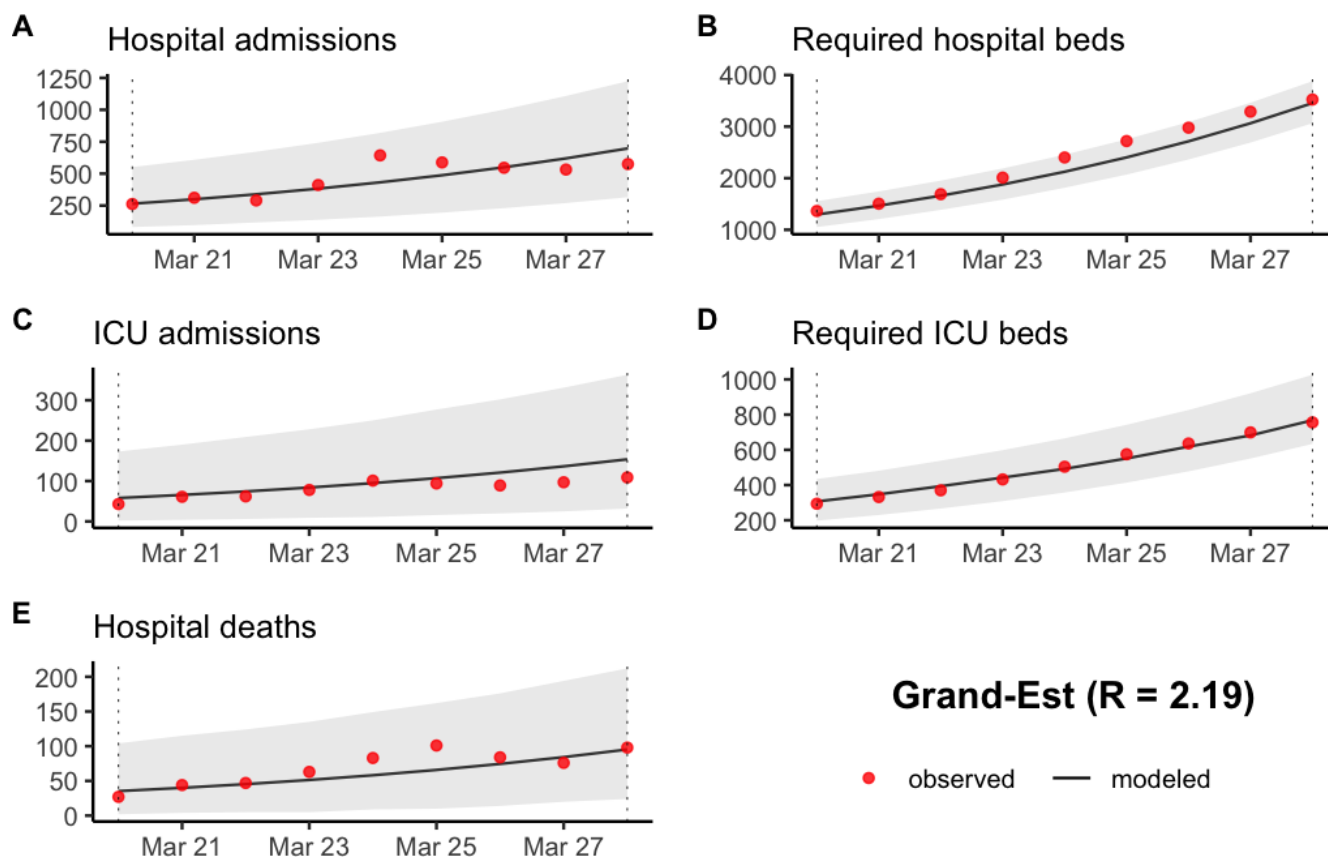 A
Hospital admissions
1250
1000
750
500
250
Mar 21 Mar 23 Mar 25 Mar 27
B
Required hospital beds
4000
3000
2000
1000
Mar 21 Mar 23 Mar 25 Mar 27
C
ICU admissions
300
200
100
0
Mar 21 Mar 23 Mar 25 Mar 27
D
Required ICU beds
1000
800
600
400
200
Mar 21 Mar 23 Mar 25 Mar 27
E
Hospital deaths
200
150
100
50
0
Mar 21 Mar 23 Mar 25 Mar 27
Grand-Est (R = 2.19)
observed modeled